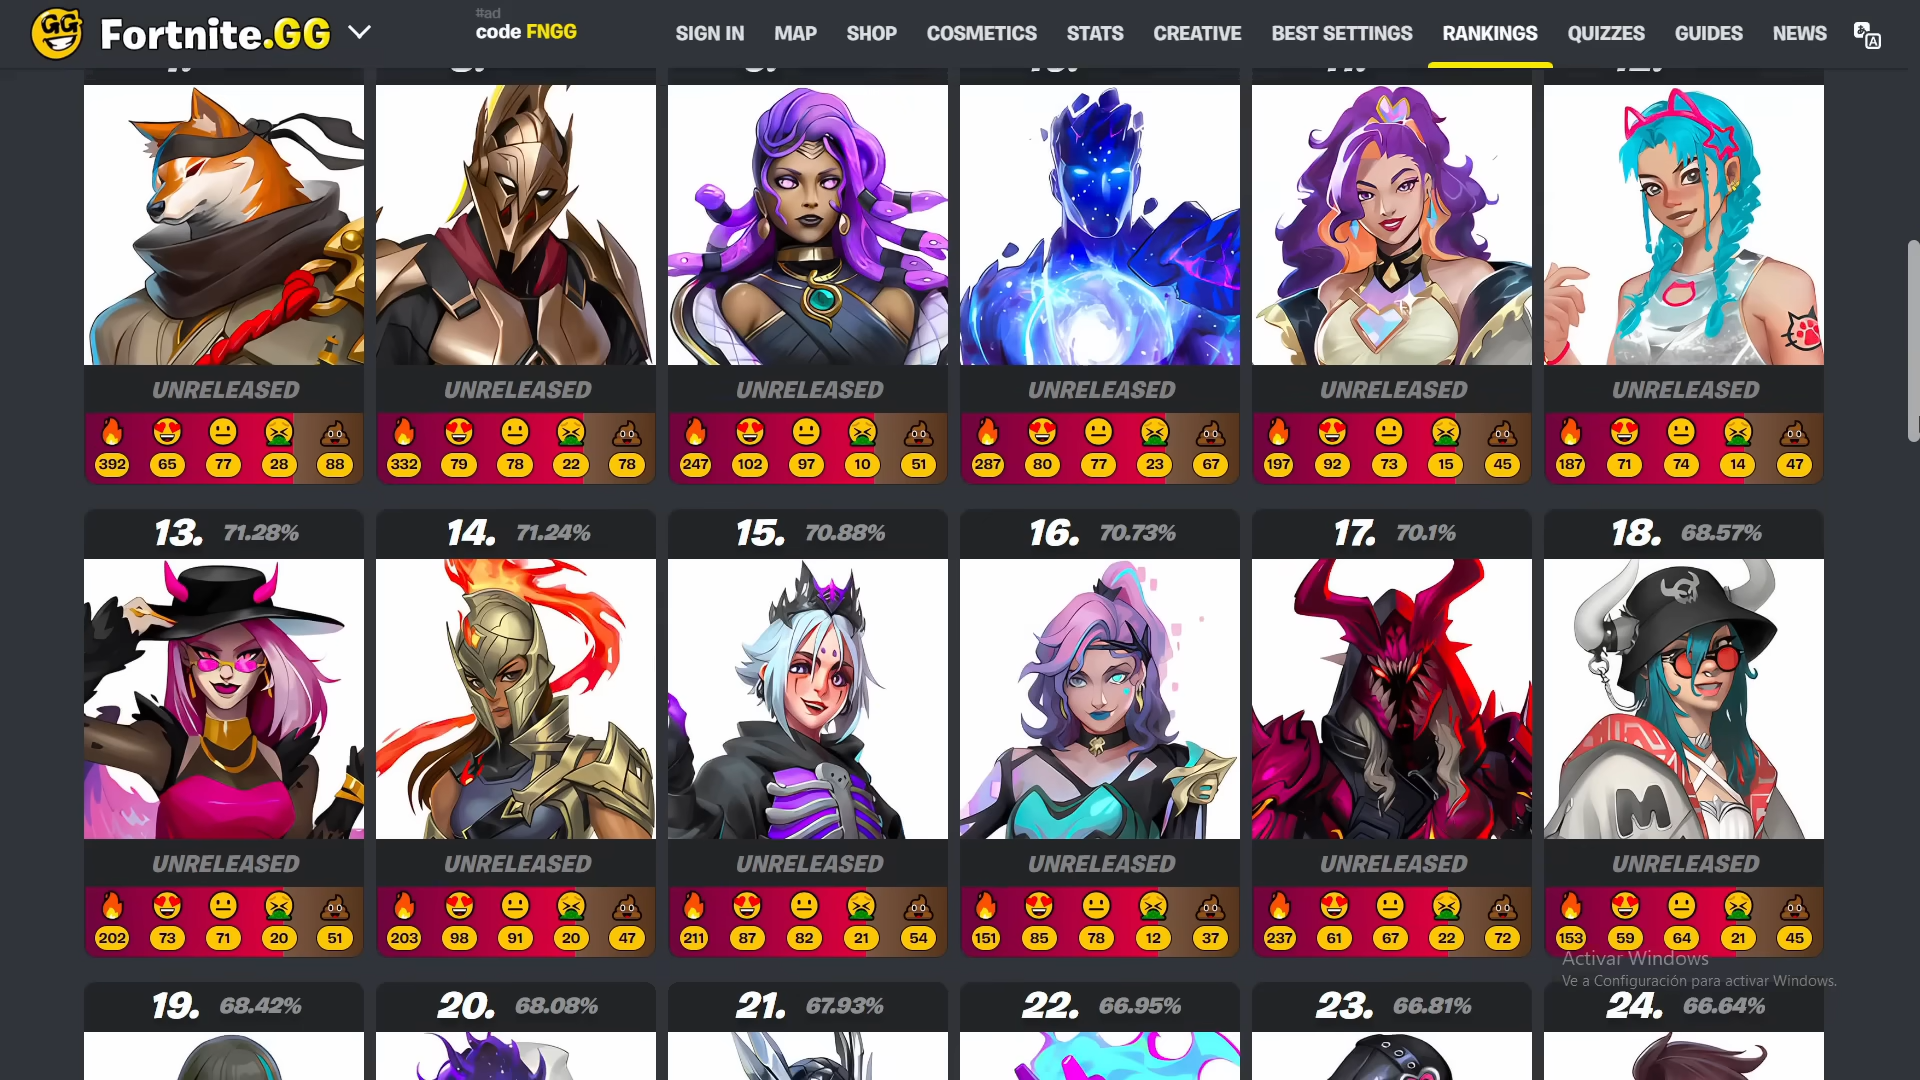 GG
Fortnite.GG
#ad
code FNGG
SIGN IN
MAP
SHOP
COSMETICS
STATS
CREATIVE
BEST SETTINGS
RANKINGS
QUIZZES
GUIDES
NEWS
A
UNRELEASED
UNRELEASED
UNRELEASED
UNRELEASED
UNRELEASED
UNRELEASED
392 65 77 28 88
332 79 78 22 78
247 102 97 10 51
287 80 77 23 67
197 92 73 15 45
187 71 74 14 47
13. 71.28%
14. 71.24%
15. 70.88%
16. 70.73%
17. 70.1%
18. 68.57%
M
UNRELEASED
UNRELEASED
UNRELEASED
UNRELEASED
UNRELEASED
UNRELEASED
202 73 71 20 51
203 98 91 20 47
211 87 82 21 54
151 85 78 12 37
237 61 67 22 72
153 59 64 21 45
Activar Windows
Ve a Configuración para activar Windows.
19. 68.42%
20. 68.08%
21. 67.93%
22. 66.95%
23. 66.81%
24. 66.64%